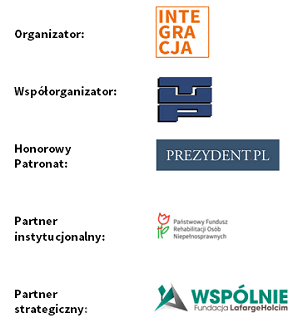 Organizator:
INTE
GRA
CJA
Współorganizator:
Honorowy
Patronat:
PREZYDENT.PL
Partner
instytucjonalny:
Państwowy Fundusz
Rehabilitacji Osób
Niepełnosprawnych
Partner
strategiczny:
WSPÓLNIE
Fundacja LafargeHolcim